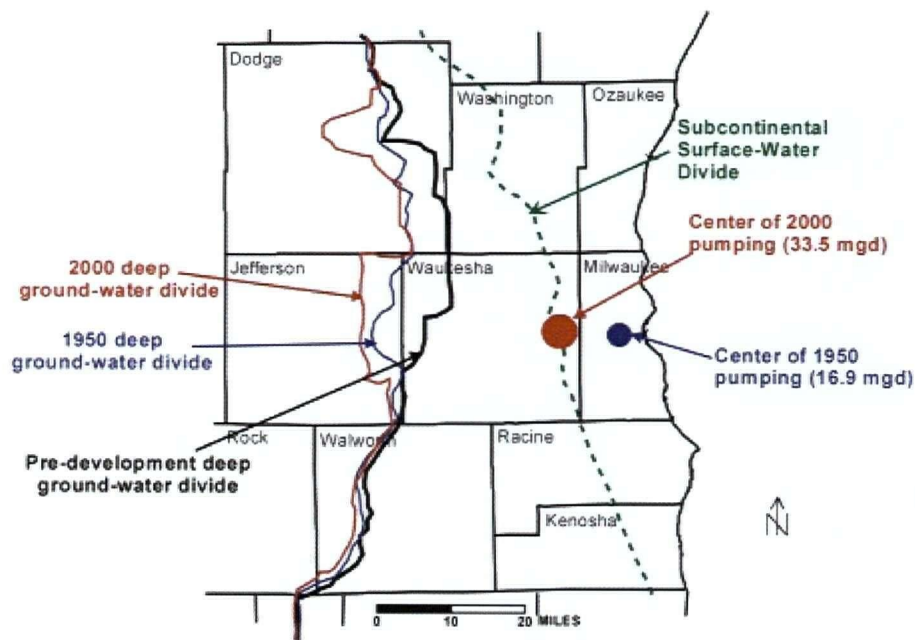 Dodge
Washington
Ozaukee
Subcontinental
Surface-Water
Divide
Center of 2000
pumping (33.5 mgd)
2000 deep
ground-water divide
Jefferson
Waukesha
Milwaukee
1950 deep
ground-water divide
Center of 1950
pumping (16.9 mgd)
Rock
Walworth
Racine
Pre-development deep
ground-water divide
Kenosha
N
0 10 20 MILES